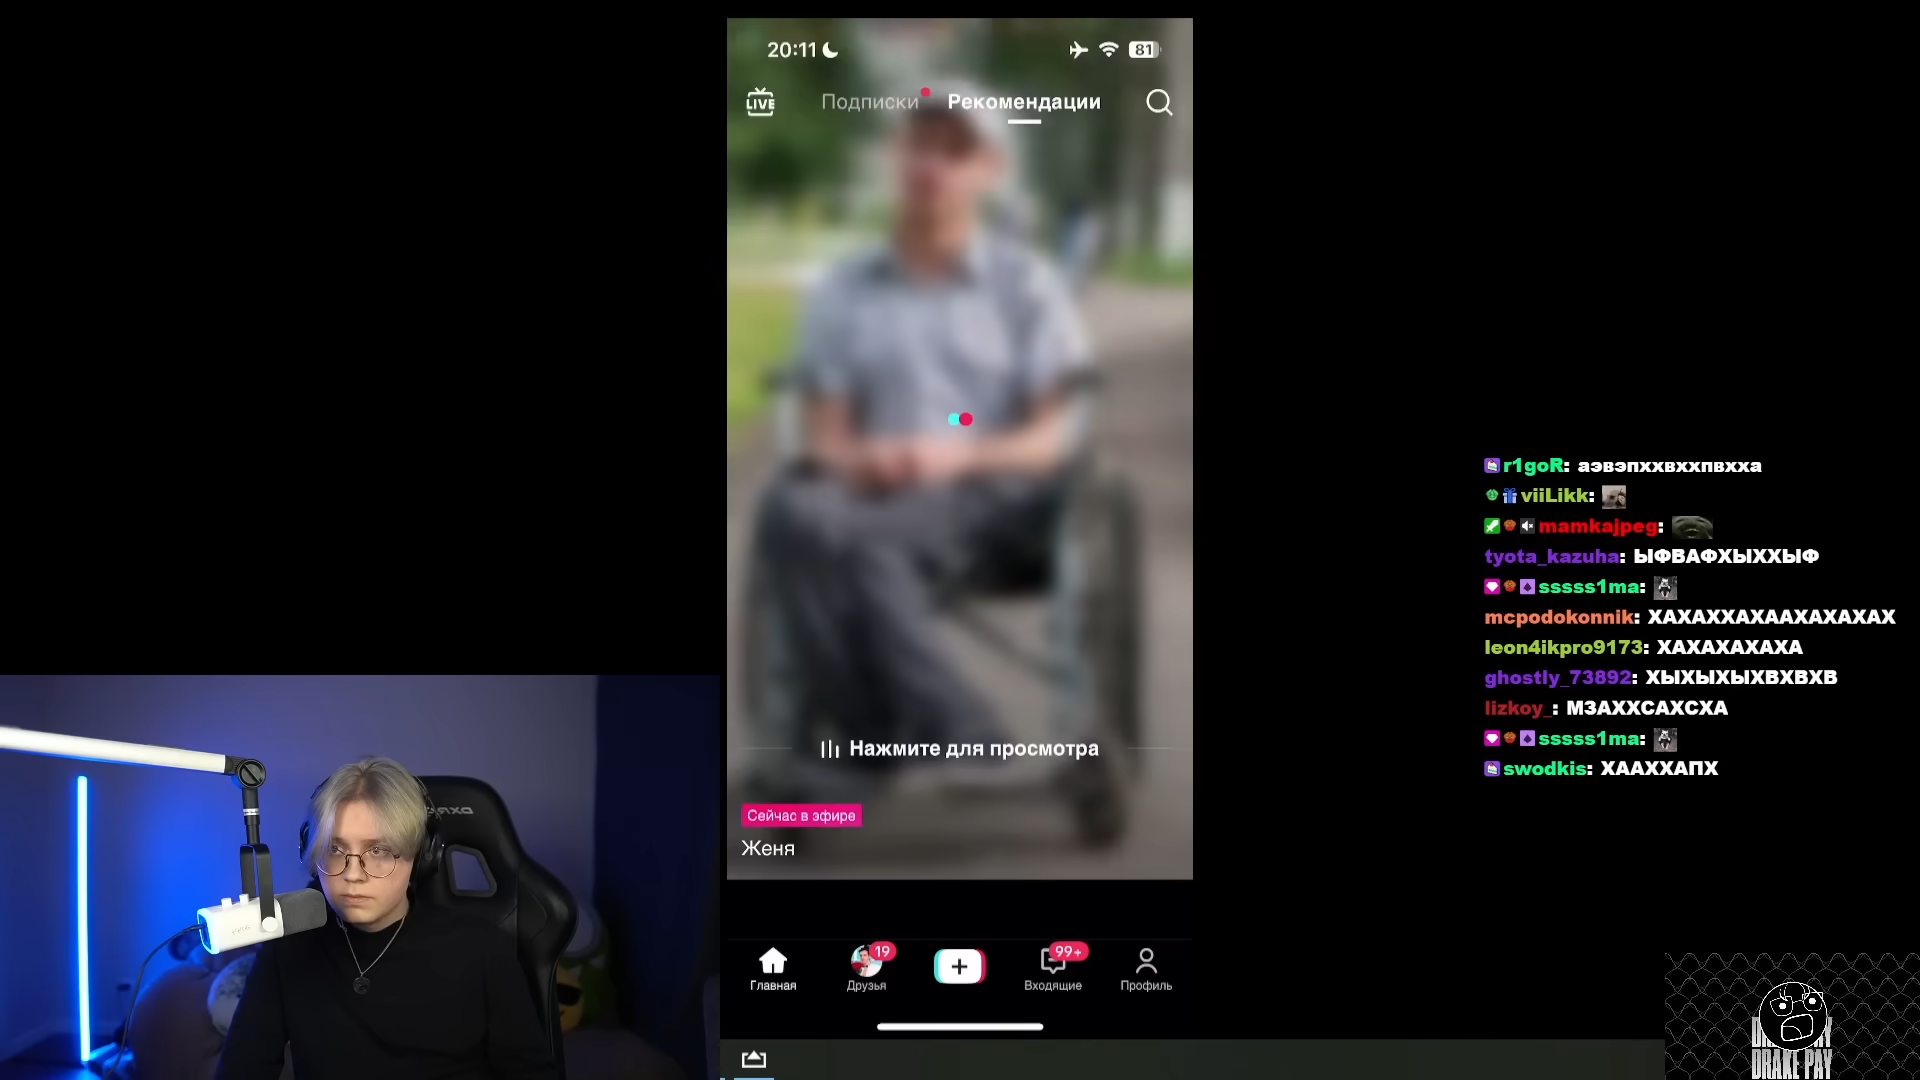 20:11
81
LIVE
Подписки
Рекомендации
Нажмите для просмотра
Сейчас в эфире
Женя
19
99+
Главная
Друзья
Входящие
Профиль
r1goR: аэвэпххвххпвхха
viiLikk:
mamkajpeg:
tyota_kazuha: ЫФВАФХЫХХЫФ
sssss1ma:
mcpodokonnik: ХАХАХХАХААХАХАХАХ
leon4ikpro9173: ХАХАХАХАХА
ghostly_73892: ХЫХЫХЫХВХВХВ
lizkoy_: МЗАХХСАХСХА
sssss1ma:
swodkis: ХААХХАПХ
DRAKE PAY